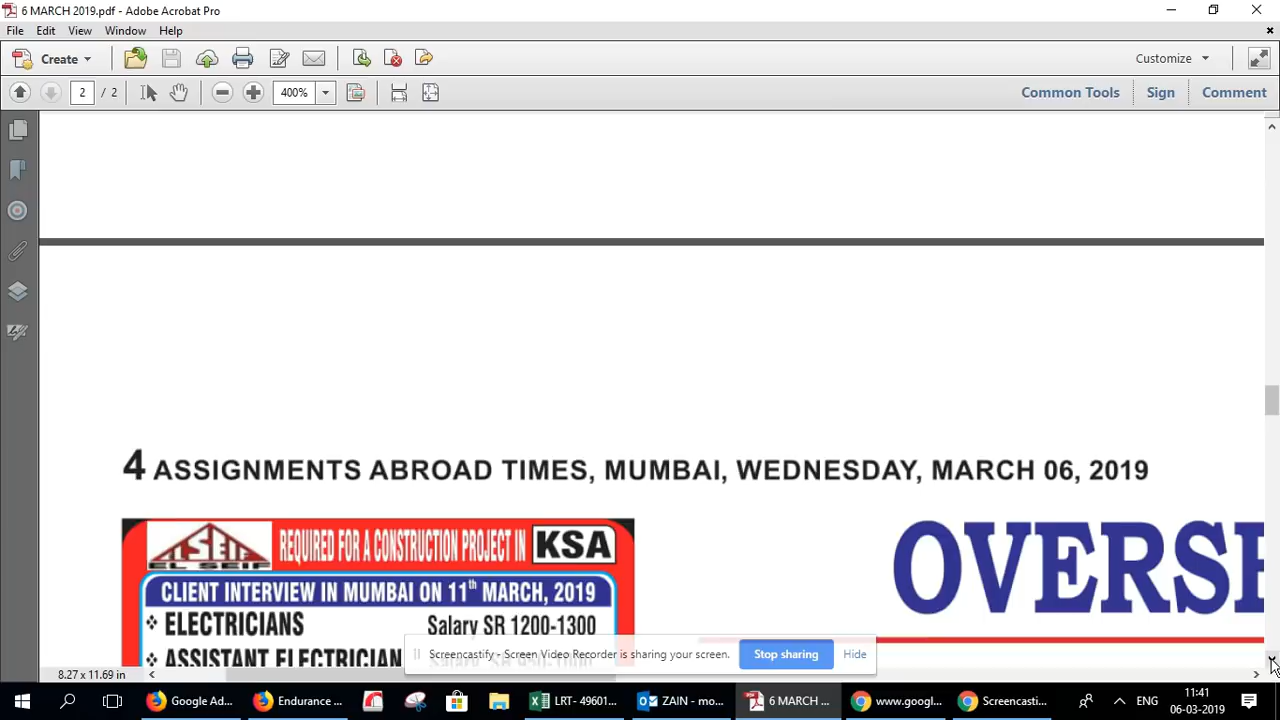 6 MARCH 2019.pdf - Adobe Acrobat Pro
File Edit View Window Help
Create Customize
2 / 2 400% Common Tools Sign Comment
4 ASSIGNMENTS ABROAD TIMES, MUMBAI, WEDNESDAY, MARCH 06, 2019
EL SEIF REQUIRED FOR A CONSTRUCTION PROJECT IN KSA
CLIENT INTERVIEW IN MUMBAI ON 11th MARCH, 2019
❖ ELECTRICIANS Salary SR 1200-1300
❖ ASSISTANT ELECTRICIAN
OVERSE
Screencastify - Screen Video Recorder is sharing your screen. Stop sharing Hide
8.27 x 11.69 in
Google Ad... Endurance ... LRT- 49601... ZAIN - mo... 6 MARCH ... www.googl... Screencasti... ENG 11:41
06-03-2019